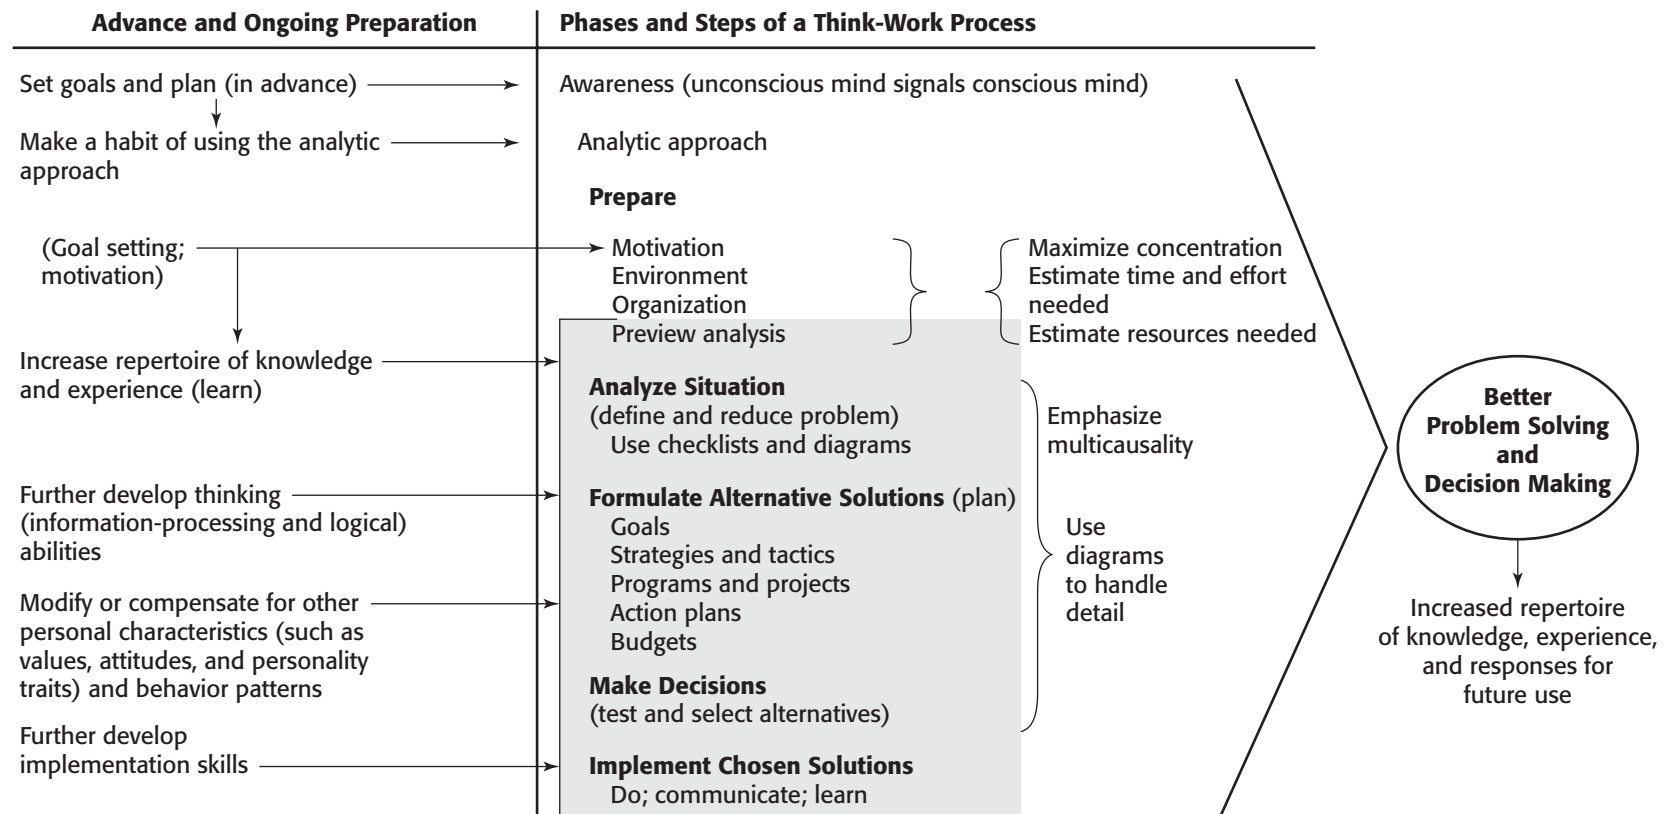 Advance and Ongoing Preparation
Phases and Steps of a Think-Work Process
Set goals and plan (in advance)
Make a habit of using the analytic
approach
(Goal setting;
motivation)
Increase repertoire of knowledge
and experience (learn)
Further develop thinking
(information-processing and logical)
abilities
Modify or compensate for other
personal characteristics (such as
values, attitudes, and personality
traits) and behavior patterns
Further develop
implementation skills
Awareness (unconscious mind signals conscious mind)
Analytic approach
Prepare
Motivation
Environment
Organization
Preview analysis
Maximize concentration
Estimate time and effort
needed
Estimate resources needed
Analyze Situation
(define and reduce problem)
Use checklists and diagrams
Emphasize
multicausality
Formulate Alternative Solutions (plan)
Goals
Strategies and tactics
Programs and projects
Action plans
Budgets
Use
diagrams
to handle
detail
Make Decisions
(test and select alternatives)
Implement Chosen Solutions
Do; communicate; learn
Better
Problem Solving
and
Decision Making
Increased repertoire
of knowledge, experience,
and responses for
future use